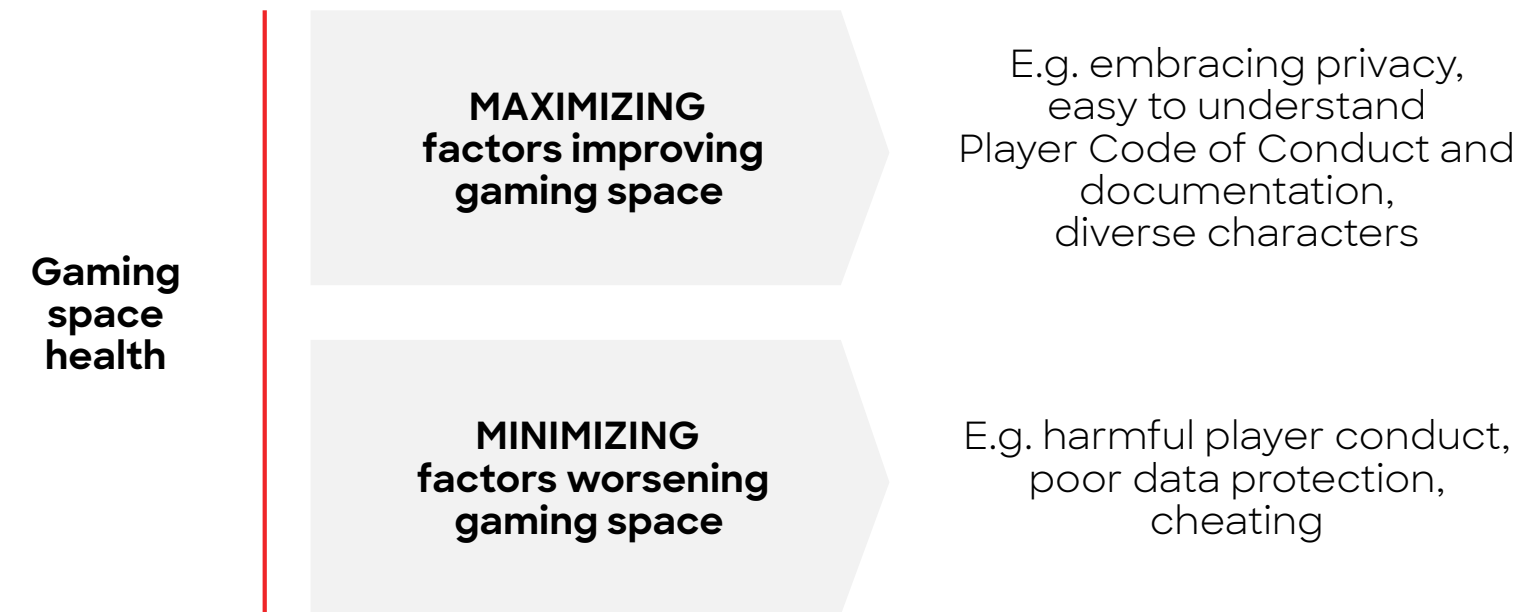 Gaming
space
health
MAXIMIZING
factors improving
gaming space
E.g. embracing privacy,
easy to understand
Player Code of Conduct and
documentation,
diverse characters
MINIMIZING
factors worsening
gaming space
E.g. harmful player conduct,
poor data protection,
cheating